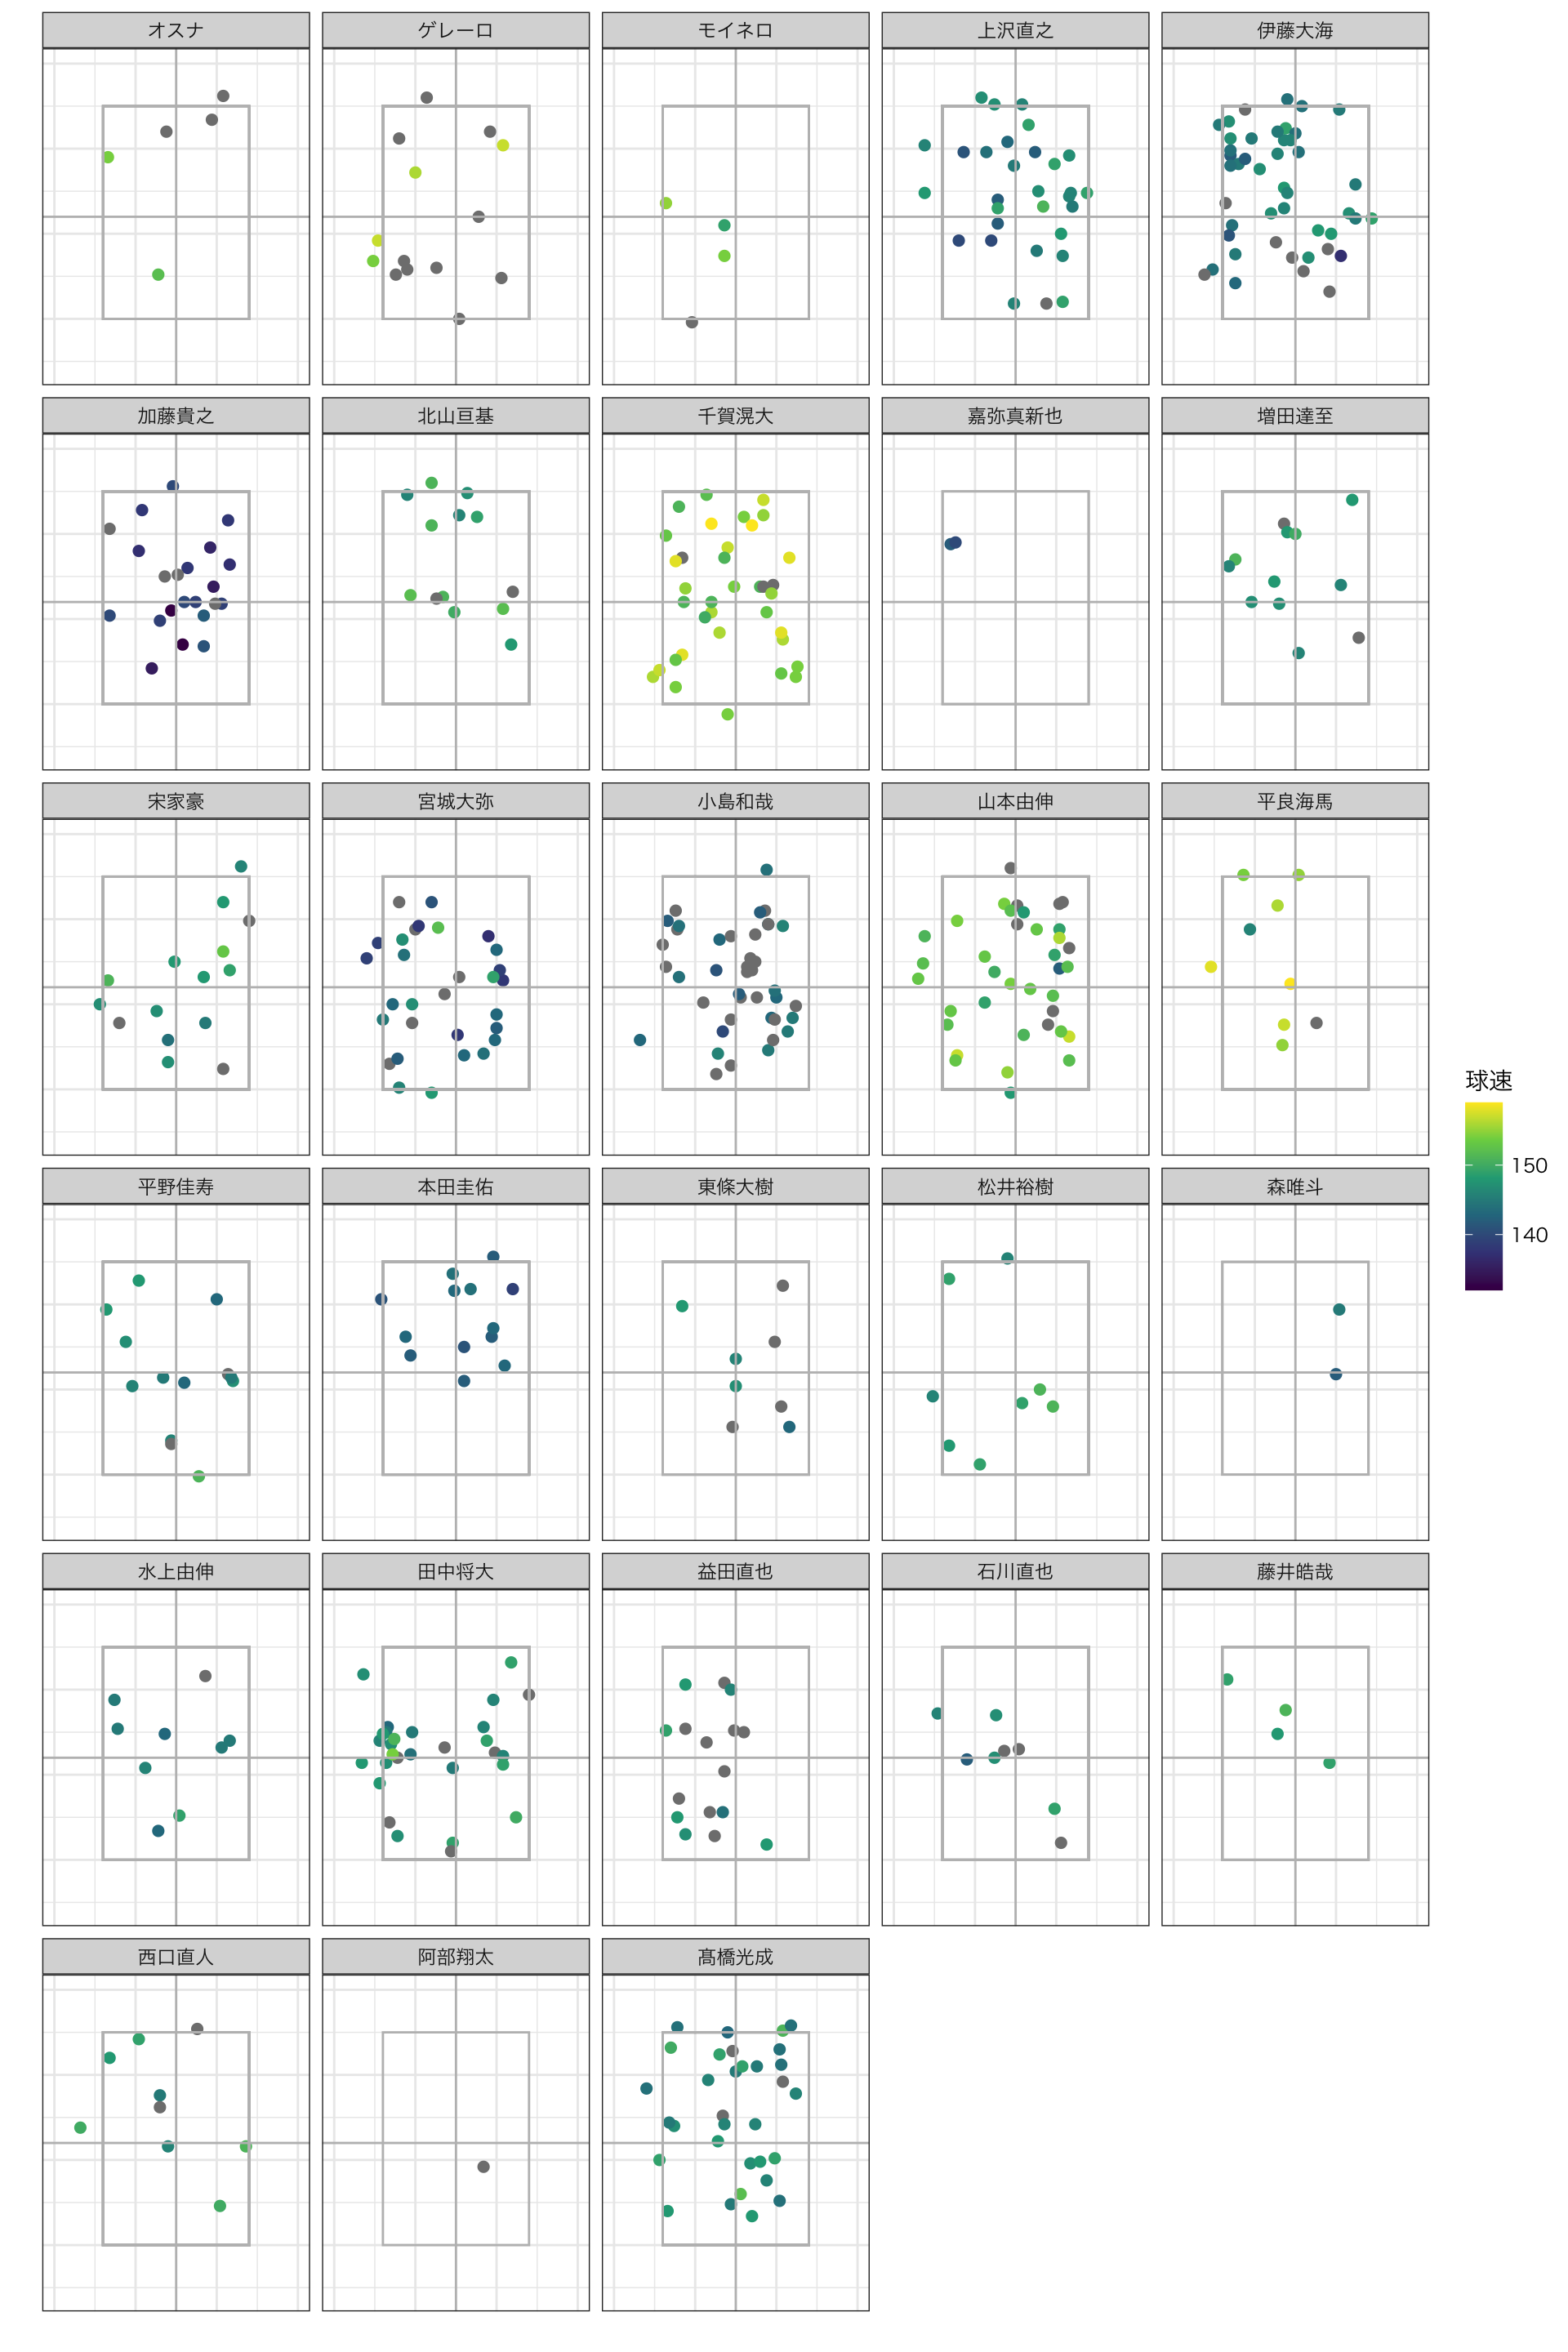 オスナ
ゲレーロ
モイネロ
上沢直之
伊藤大海
加藤貴之
北山亘基
千賀滉大
嘉弥真新也
増田達至
宋家豪
宮城大弥
小島和哉
山本由伸
平良海馬
球速
150
140
平野佳寿
本田圭佑
東條大樹
松井裕樹
森唯斗
水上由伸
田中将大
益田直也
石川直也
藤井皓哉
西口直人
阿部翔太
髙橋光成